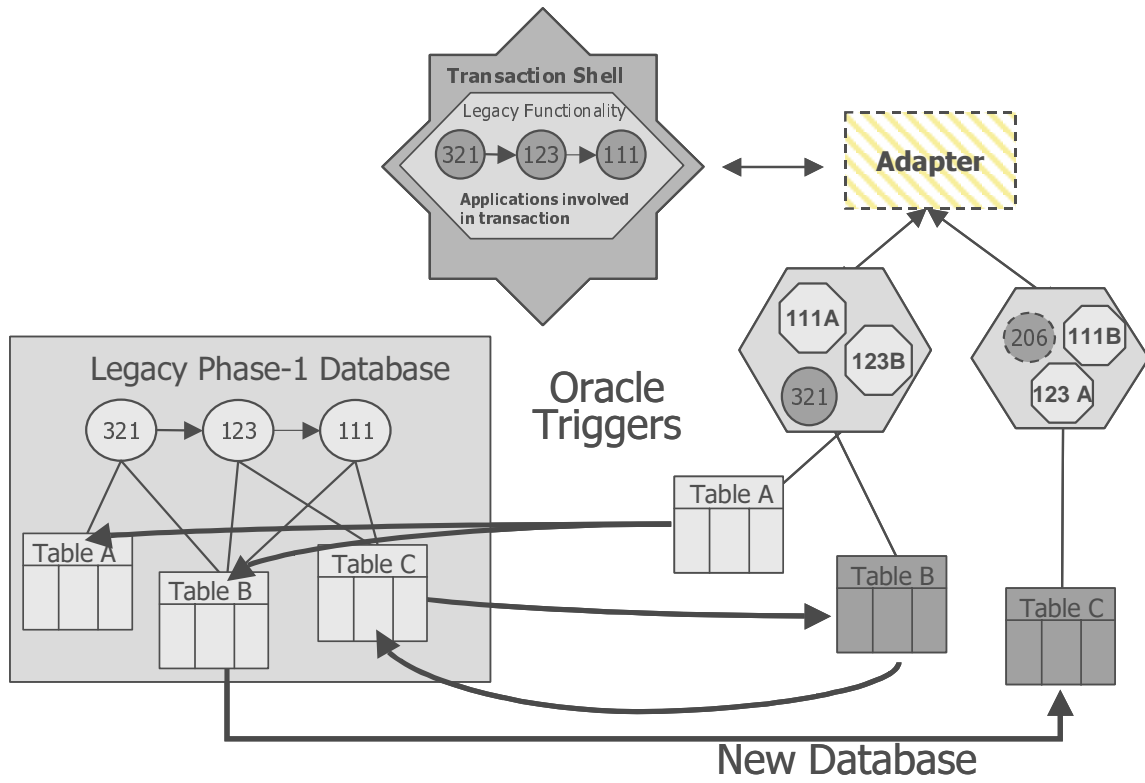 Transaction Shell
Legacy Functionality
321 123 111
Applications involved
in transaction
Adapter
111A
123B
321
206
111B
123 A
Legacy Phase-1 Database
321 123 111
Oracle
Triggers
Table A
Table B
Table C
Table A
Table B
Table C
New Database